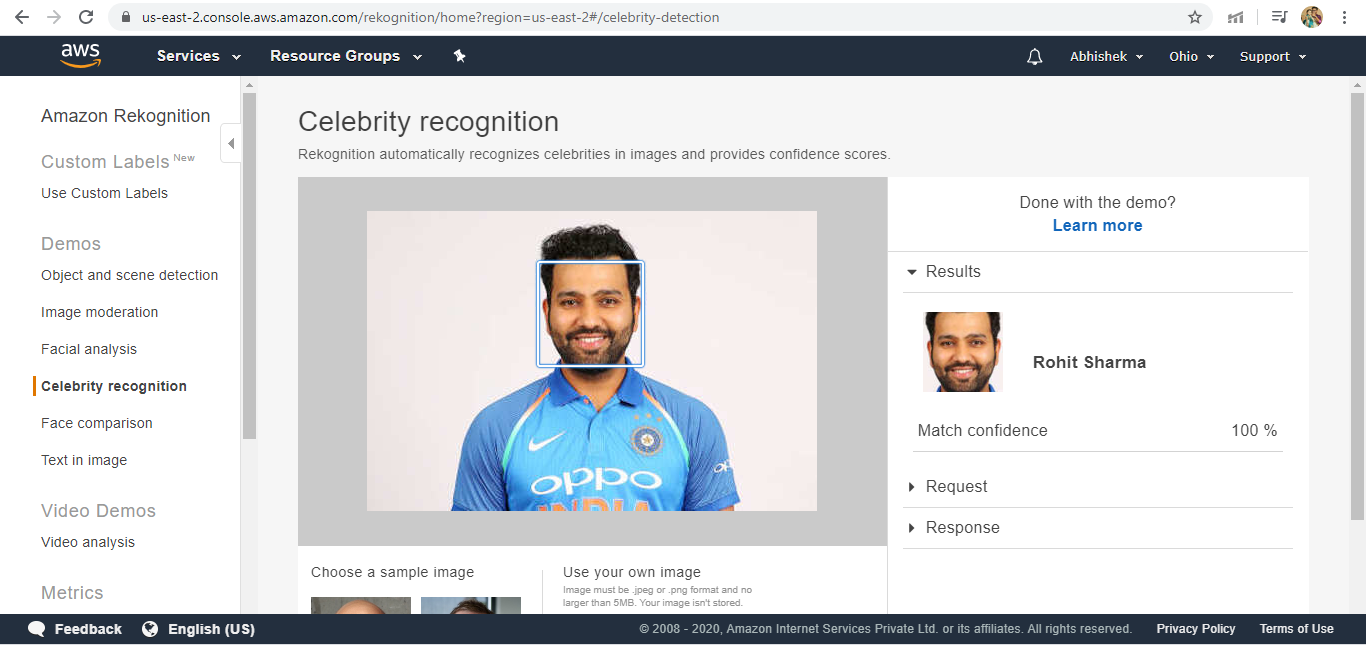 us-east-2.console.aws.amazon.com/rekognition/home?region=us-east-2#/celebrity-detection
aws
Services
Resource Groups
Abhishek
Ohio
Support
Amazon Rekognition
Custom Labels New
Use Custom Labels
Demos
Object and scene detection
Image moderation
Facial analysis
Celebrity recognition
Face comparison
Text in image
Video Demos
Video analysis
Metrics
Celebrity recognition
Rekognition automatically recognizes celebrities in images and provides confidence scores.
oppo
INDIA
Choose a sample image
Use your own image
Image must be .jpeg or .png format and no
larger than 5MB. Your image isn't stored.
Done with the demo?
Learn more
Results
Rohit Sharma
Match confidence 100 %
Request
Response
Feedback
English (US)
© 2008 - 2020, Amazon Internet Services Private Ltd. or its affiliates. All rights reserved.
Privacy Policy
Terms of Use